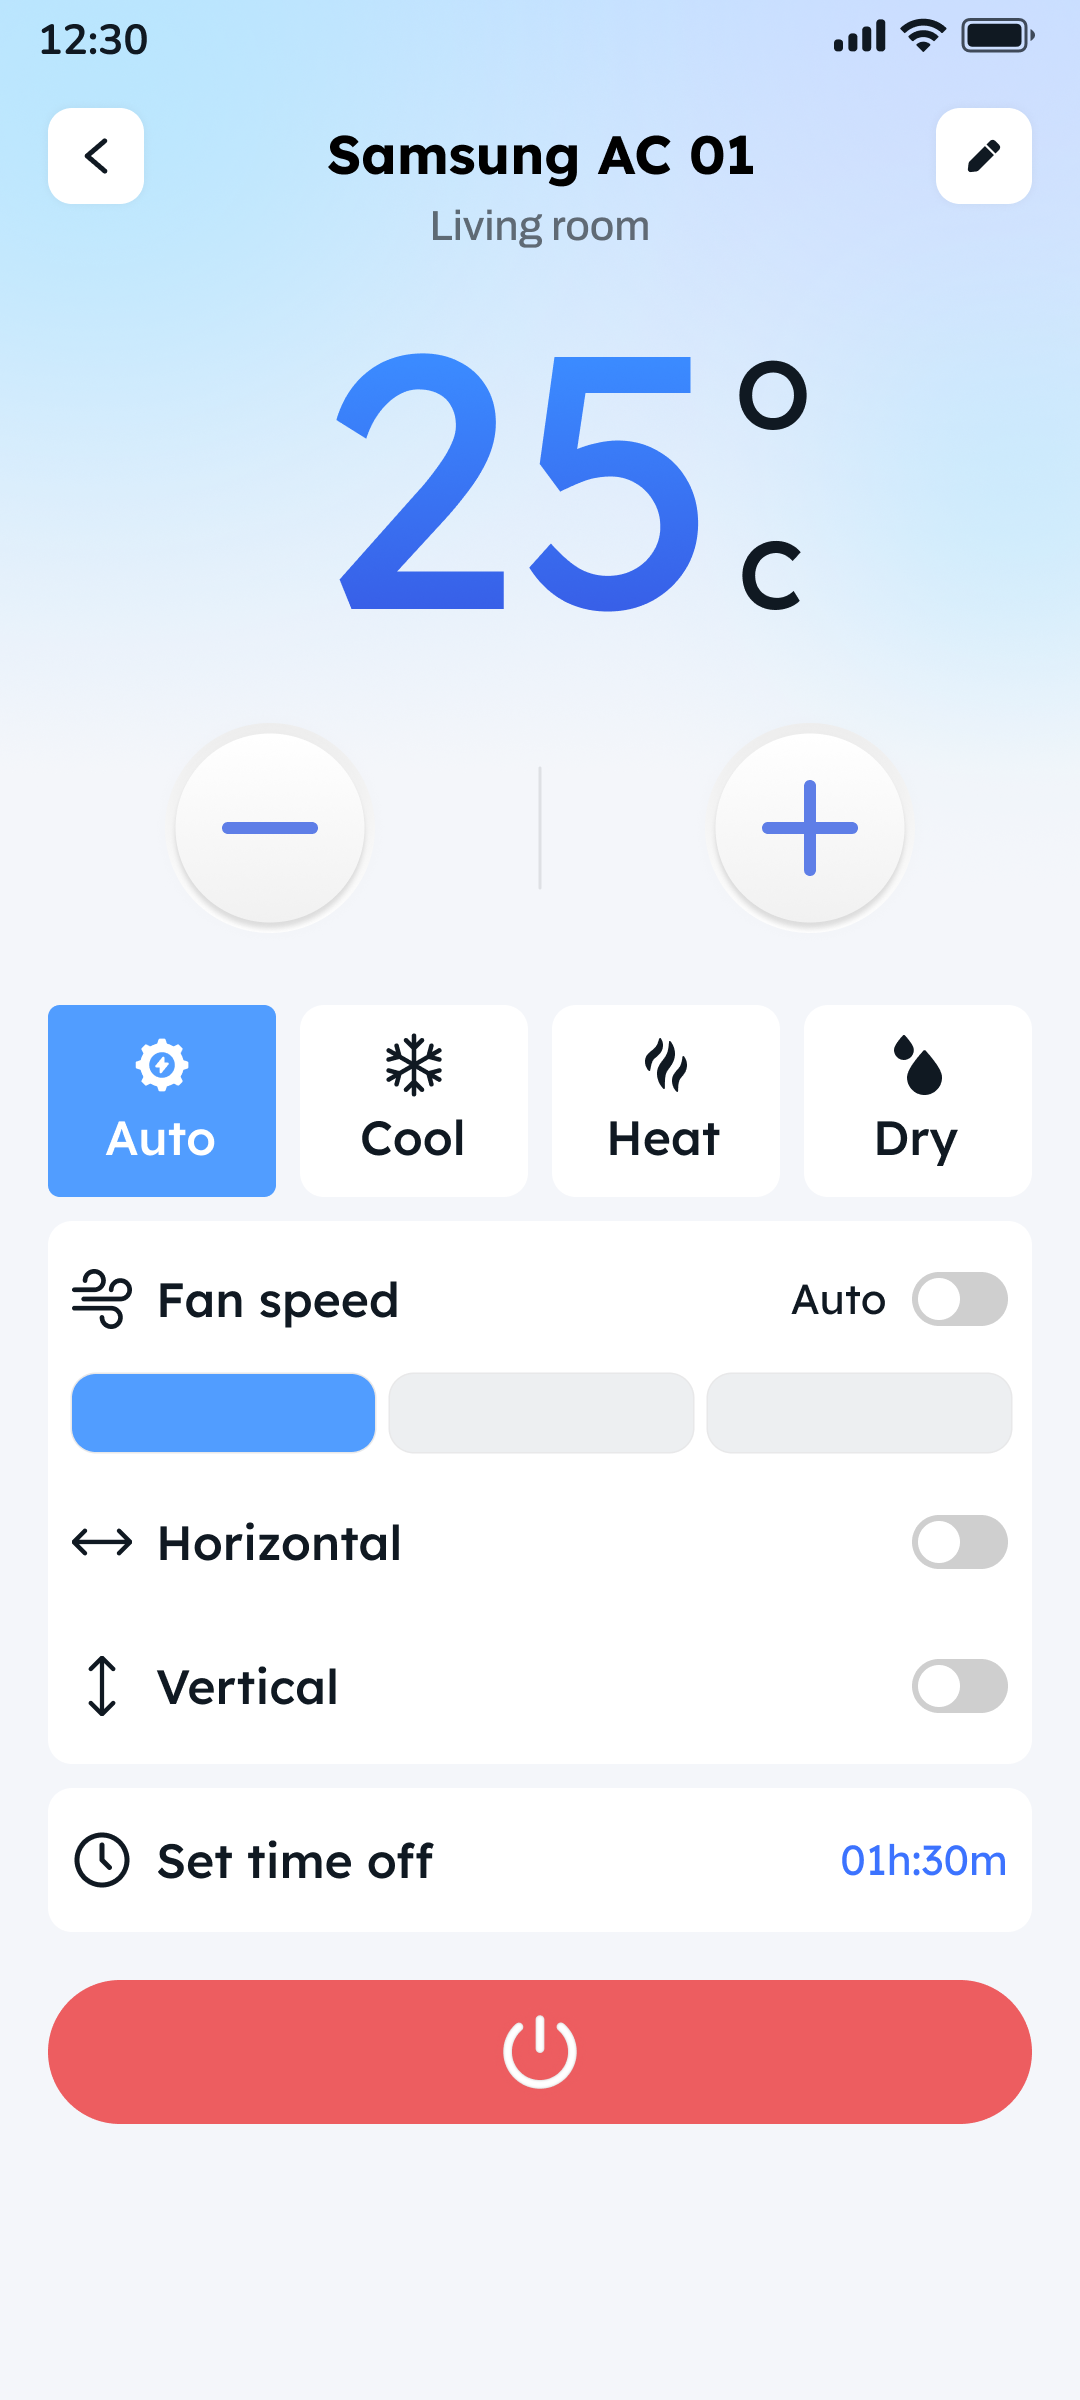 12:30
Samsung AC 01
Living room
25 O
C
Auto
Cool
Heat
Dry
Fan speed
Auto
Horizontal
Vertical
Set time off
01h:30m